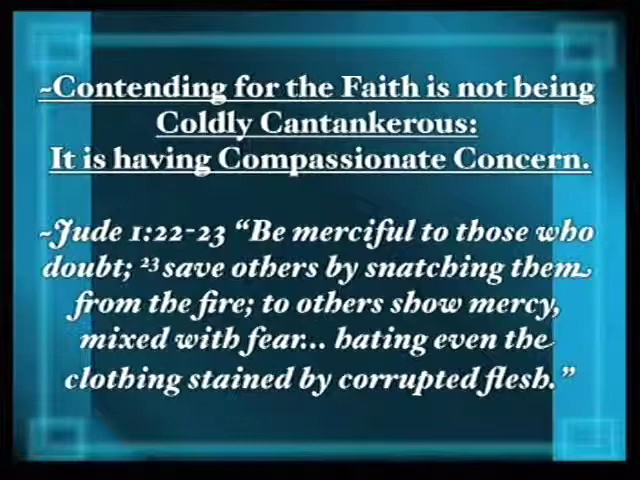 ~Contending for the Faith is not being
Coldly Cantankerous:
It is having Compassionate Concern.
~Jude 1:22-23 “Be merciful to those who
doubt; ²³ save others by snatching them
from the fire; to others show mercy,
mixed with fear... hating even the
clothing stained by corrupted flesh.”